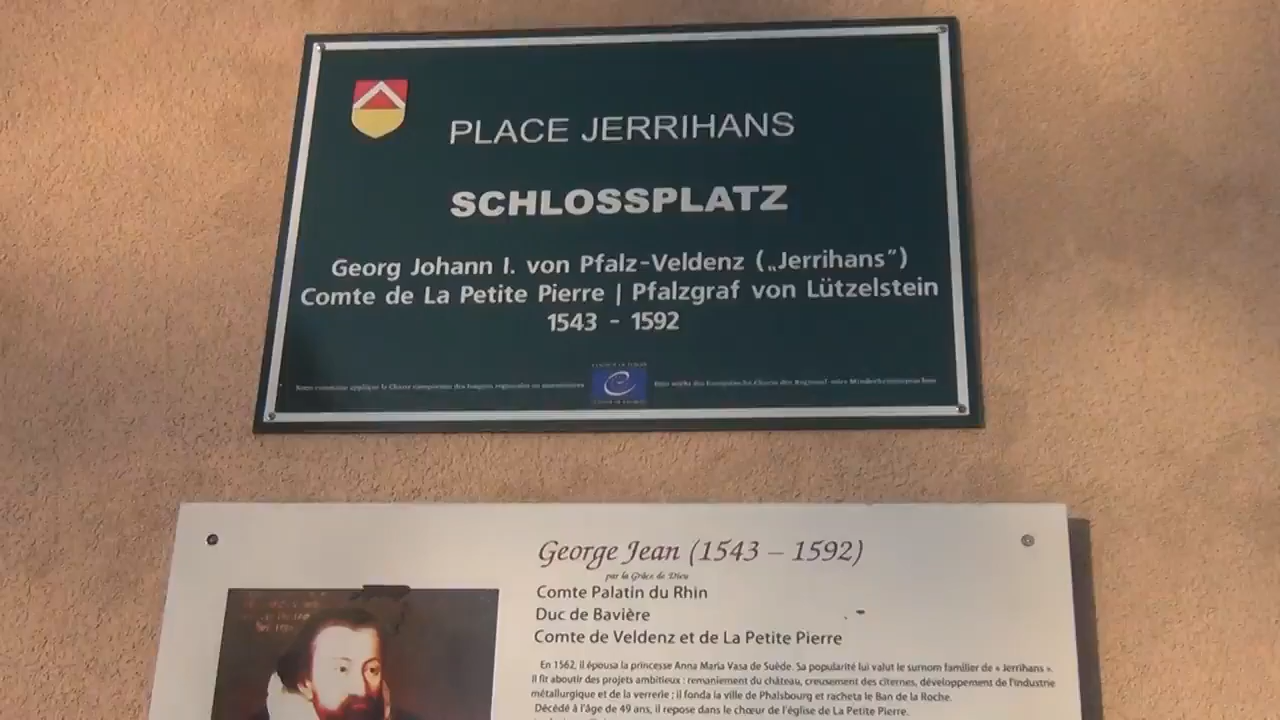 PLACE JERRIHANS
SCHLOSSPLATZ
Georg Johann I. von Pfalz-Veldenz („Jerrihans”)
Comte de La Petite Pierre | Pfalzgraf von Lützelstein
1543 - 1592
George Jean (1543 – 1592)
par la Grâce de Dieu
Comte Palatin du Rhin
Duc de Bavière
Comte de Veldenz et de La Petite Pierre
En 1562, il épousa la princesse Anna Maria Vasa de Suède. Sa popularité lui valut le surnom familier de « Jerrihans ».
Il fit aboutir des projets ambitieux : remaniement du château, creusement des citernes, développement de l'industrie
métallurgique et de la verrerie ; il fonda la ville de Phalsbourg et racheta le Ban de la Roche.
Décédé à l'âge de 49 ans, il repose dans le chœur de l'église de La Petite Pierre.